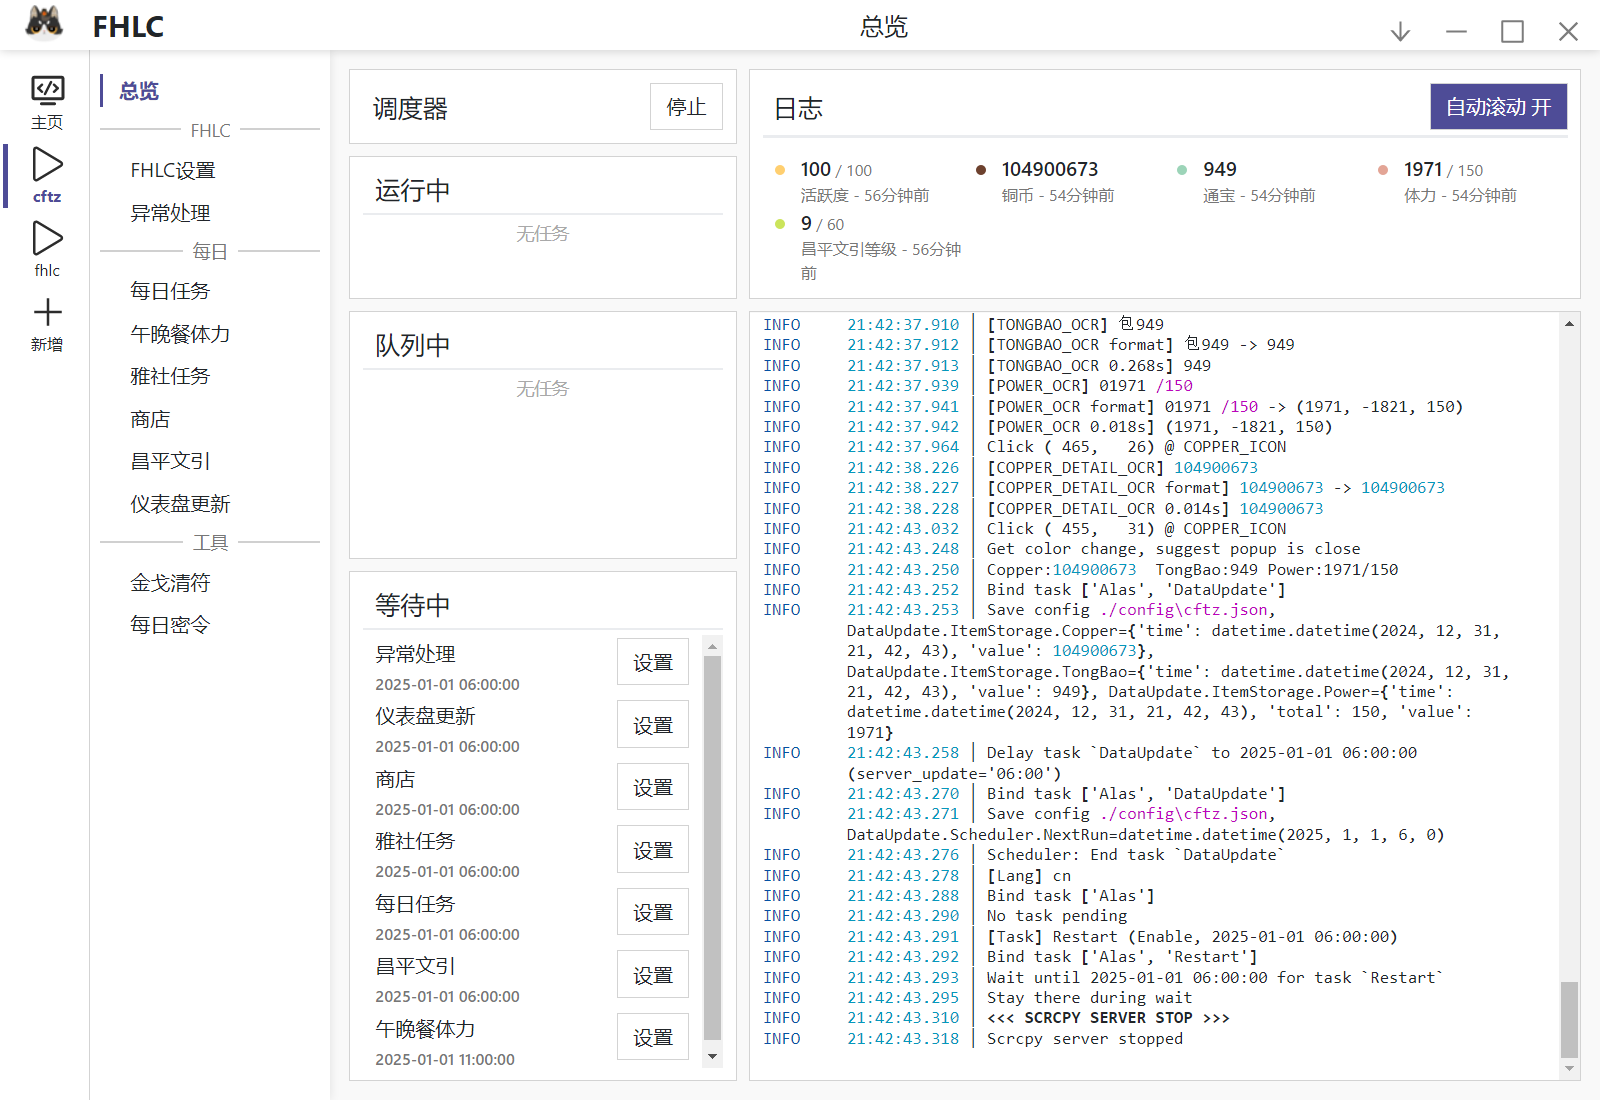 FHLC
总览
主页
cftz
fhlc
新增
总览
FHLC
FHLC设置
异常处理
每日
每日任务
午晚餐体力
雅社任务
商店
昌平文引
仪表盘更新
工具
金戈清符
每日密令
调度器
停止
运行中
无任务
队列中
无任务
等待中
异常处理
2025-01-01 06:00:00
设置
仪表盘更新
2025-01-01 06:00:00
设置
商店
2025-01-01 06:00:00
设置
雅社任务
2025-01-01 06:00:00
设置
每日任务
2025-01-01 06:00:00
设置
昌平文引
2025-01-01 06:00:00
设置
午晚餐体力
2025-01-01 11:00:00
设置
日志
自动滚动 开
100 / 100
活跃度 - 56分钟前
104900673
铜币 - 54分钟前
949
通宝 - 54分钟前
1971 / 150
体力 - 54分钟前
9 / 60
昌平文引等级 - 56分钟
前
INFO 21:42:37.910 │ [TONGBAO_OCR] 包949
INFO 21:42:37.912 │ [TONGBAO_OCR format] 包949 -> 949
INFO 21:42:37.913 │ [TONGBAO_OCR 0.268s] 949
INFO 21:42:37.939 │ [POWER_OCR] 01971 /150
INFO 21:42:37.941 │ [POWER_OCR format] 01971 /150 -> (1971, -1821, 150)
INFO 21:42:37.942 │ [POWER_OCR 0.018s] (1971, -1821, 150)
INFO 21:42:37.964 │ Click ( 465,   26) @ COPPER_ICON
INFO 21:42:38.226 │ [COPPER_DETAIL_OCR] 104900673
INFO 21:42:38.227 │ [COPPER_DETAIL_OCR format] 104900673 -> 104900673
INFO 21:42:38.228 │ [COPPER_DETAIL_OCR 0.014s] 104900673
INFO 21:42:43.032 │ Click ( 455,   31) @ COPPER_ICON
INFO 21:42:43.248 │ Get color change, suggest popup is close
INFO 21:42:43.250 │ Copper:104900673  TongBao:949 Power:1971/150
INFO 21:42:43.252 │ Bind task ['Alas', 'DataUpdate']
INFO 21:42:43.253 │ Save config ./config\cftz.json,
DataUpdate.ItemStorage.Copper={'time': datetime.datetime(2024, 12, 31,
21, 42, 43), 'value': 104900673},
DataUpdate.ItemStorage.TongBao={'time': datetime.datetime(2024, 12, 31,
21, 42, 43), 'value': 949}, DataUpdate.ItemStorage.Power={'time':
datetime.datetime(2024, 12, 31, 21, 42, 43), 'total': 150, 'value':
1971}
INFO 21:42:43.258 │ Delay task `DataUpdate` to 2025-01-01 06:00:00
(server_update='06:00')
INFO 21:42:43.270 │ Bind task ['Alas', 'DataUpdate']
INFO 21:42:43.271 │ Save config ./config\cftz.json,
DataUpdate.Scheduler.NextRun=datetime.datetime(2025, 1, 1, 6, 0)
INFO 21:42:43.276 │ Scheduler: End task `DataUpdate`
INFO 21:42:43.278 │ [Lang] cn
INFO 21:42:43.288 │ Bind task ['Alas']
INFO 21:42:43.290 │ No task pending
INFO 21:42:43.291 │ [Task] Restart (Enable, 2025-01-01 06:00:00)
INFO 21:42:43.292 │ Bind task ['Alas', 'Restart']
INFO 21:42:43.293 │ Wait until 2025-01-01 06:00:00 for task `Restart`
INFO 21:42:43.295 │ Stay there during wait
INFO 21:42:43.310 │ <<< SCRCPY SERVER STOP >>>
INFO 21:42:43.318 │ Scrcpy server stopped